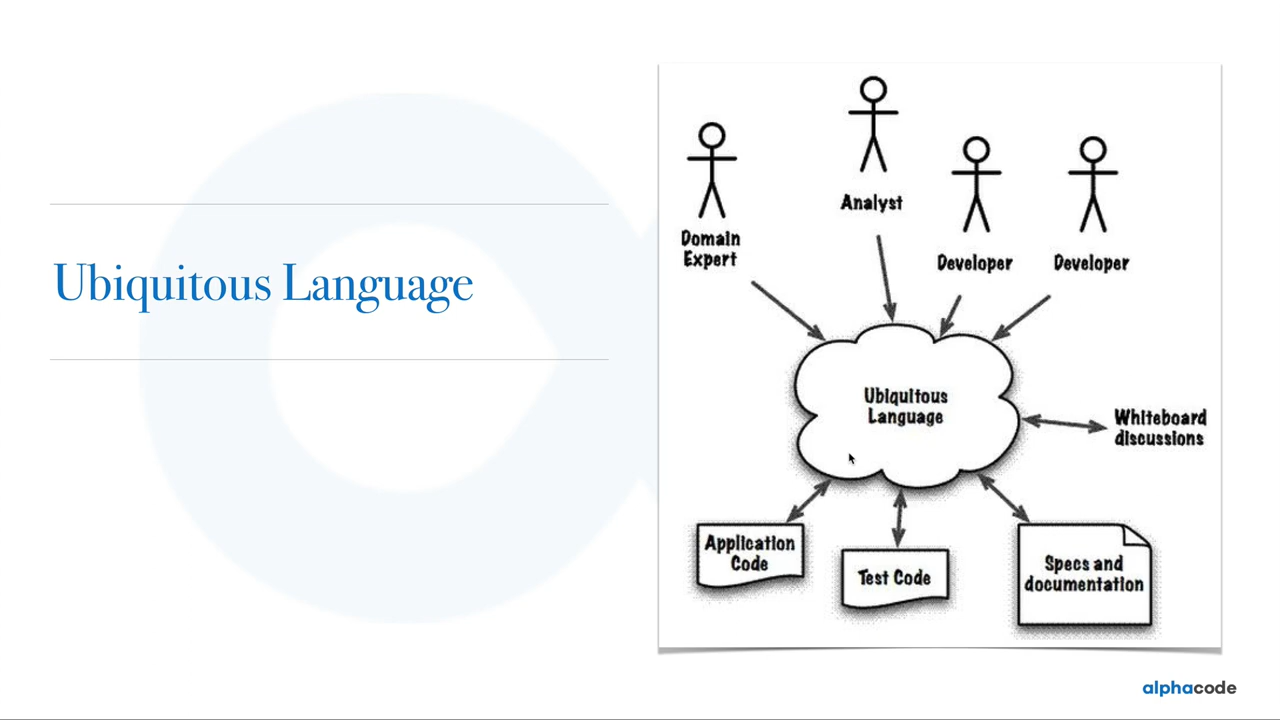 Ubiquitous Language
Analyst
Domain
Expert
Developer
Developer
Ubiquitous
Language
Whiteboard
discussions
Application
Code
Test Code
Specs and
documentation
alphacode